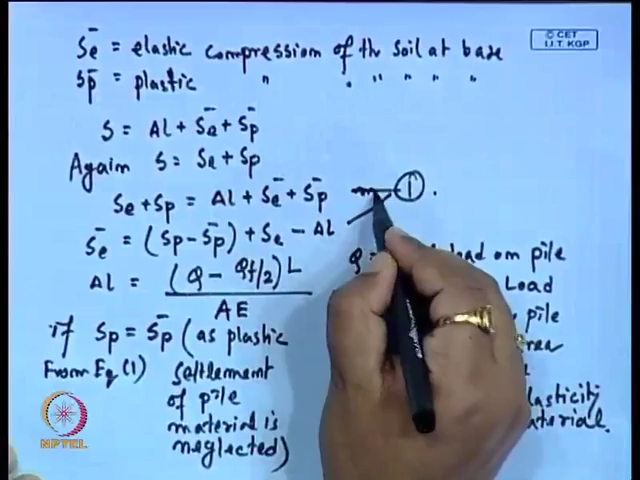 © CET
I.I.T. KGP
S̄e = elastic compression of the soil at base
S̄p = plastic " . " " " "
S = Δl + S̄e + S̄p
Again S = Se + Sp
Se + Sp = Δl + S̄e + S̄p — ① .
S̄e = (Sp - S̄p) + Se - Δl
Δl = (Q - Qf/2) L
AE
if Sp = S̄p (as plastic
From Eq (1) settlement
of pile
material is
neglected)
Q = Load on pile
Load
pile
aterial.
NPTEL